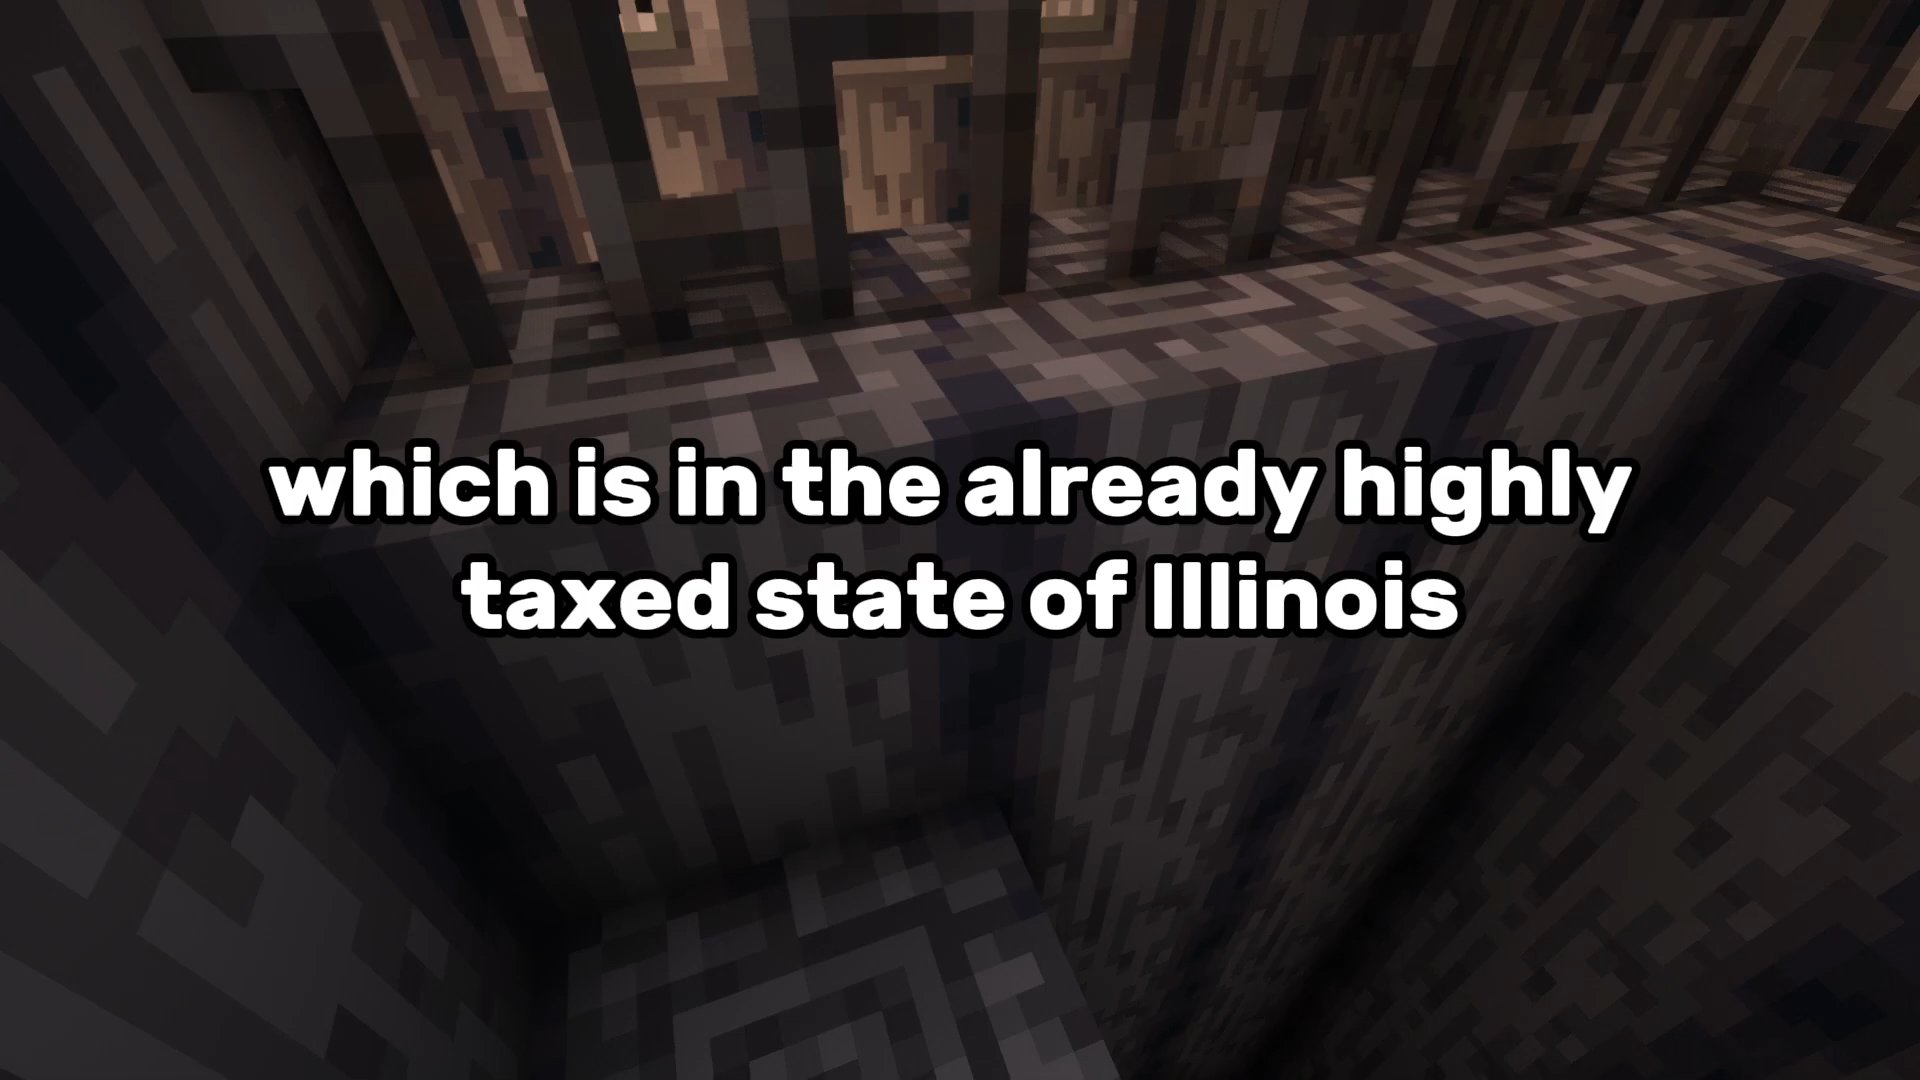 which is in the already highly
taxed state of Illinois